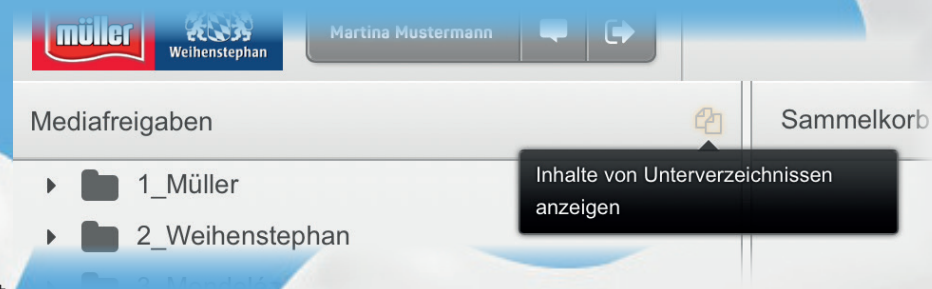 müller
Weihenstephan
Martina Mustermann
Mediafreigaben
Sammelkorb
Inhalte von Unterverzeichnissen
anzeigen
1_Müller
2_Weihenstephan